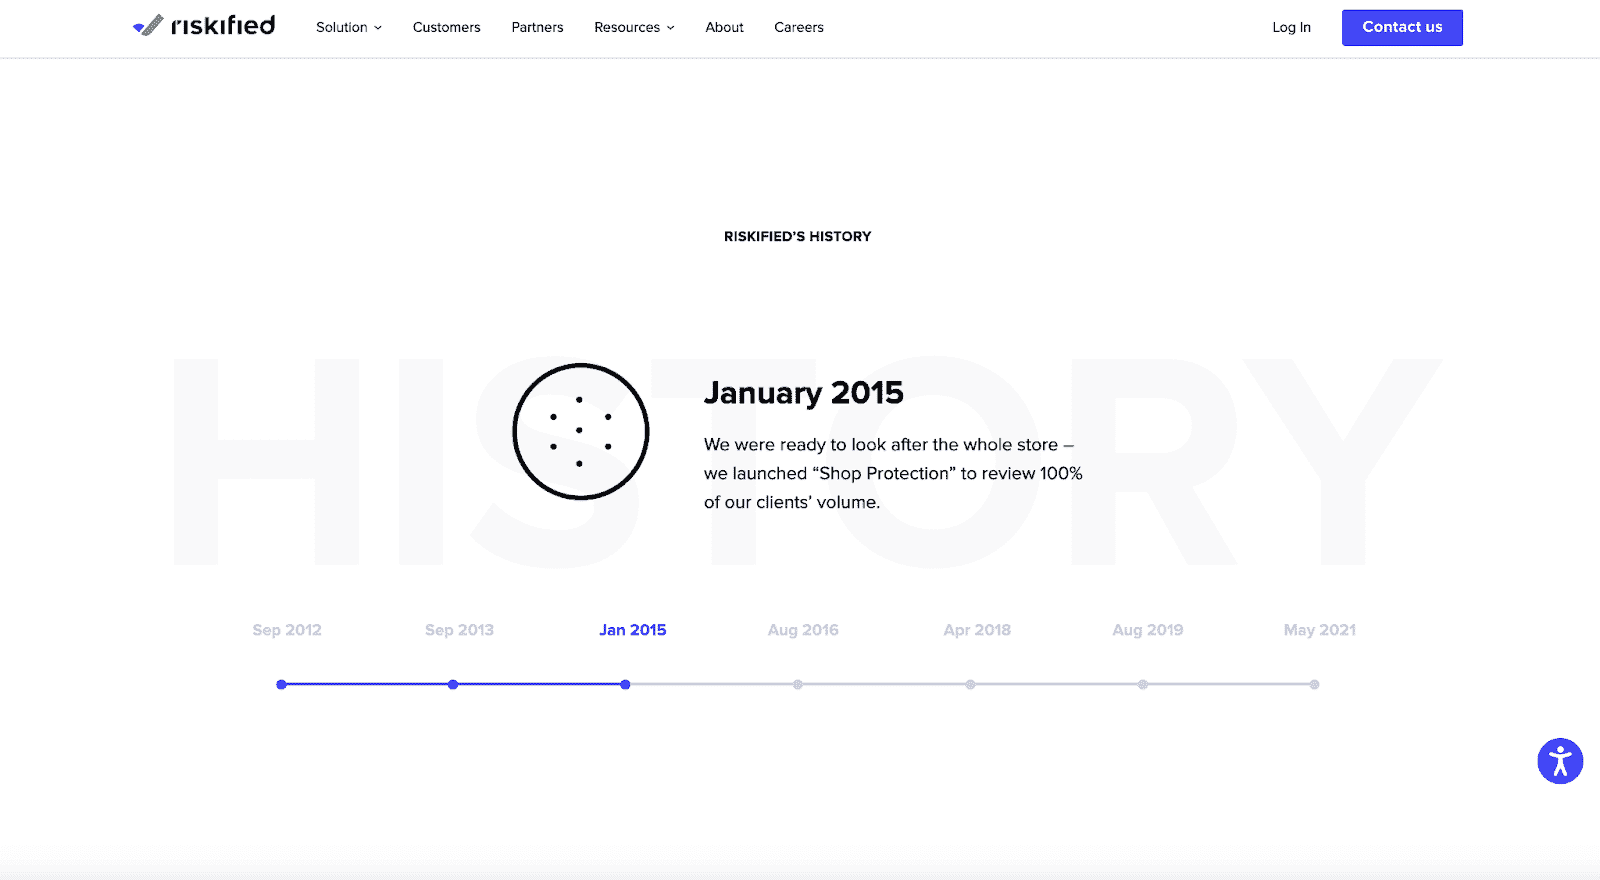 riskified
Solution
Customers
Partners
Resources
About
Careers
Log In
Contact us
RISKIFIED’S HISTORY
HISTORY
January 2015
We were ready to look after the whole store –
we launched “Shop Protection” to review 100%
of our clients’ volume.
Sep 2012
Sep 2013
Jan 2015
Aug 2016
Apr 2018
Aug 2019
May 2021